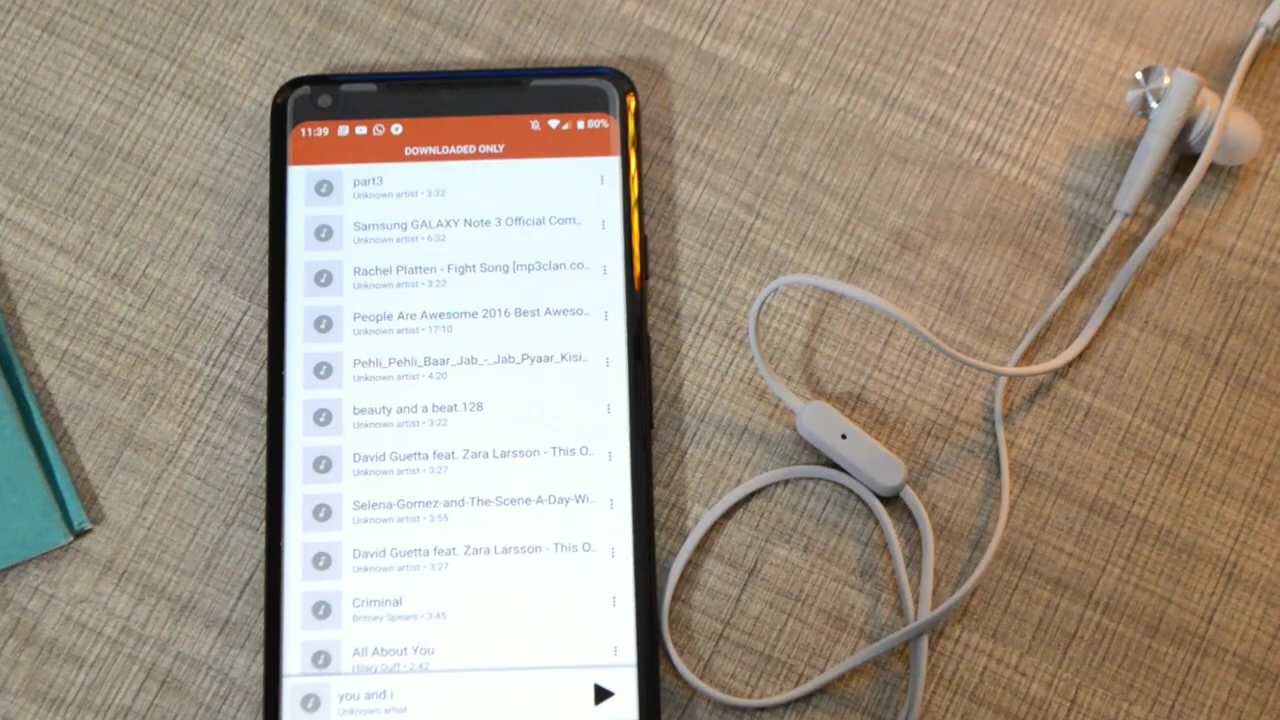 11:39 80%
DOWNLOADED ONLY
part3
Unknown artist • 3:32
Samsung GALAXY Note 3 Official Com..
Unknown artist • 6:32
Rachel Platten - Fight Song [mp3clan.co..
Unknown artist • 3:22
People Are Awesome 2016 Best Aweso..
Unknown artist • 17:10
Pehli_Pehli_Baar_Jab_-_Jab_Pyaar_Kisi..
Unknown artist • 4:20
beauty and a beat.128
Unknown artist • 3:22
David Guetta feat. Zara Larsson - This O..
Unknown artist • 3:27
Selena-Gomez-and-The-Scene-A-Day-Wi..
Unknown artist • 3:55
David Guetta feat. Zara Larsson - This O..
Unknown artist • 3:27
Criminal
Britney Spears • 3:45
All About You
Hilary Duff • 2:42
you and i
Unknown artist